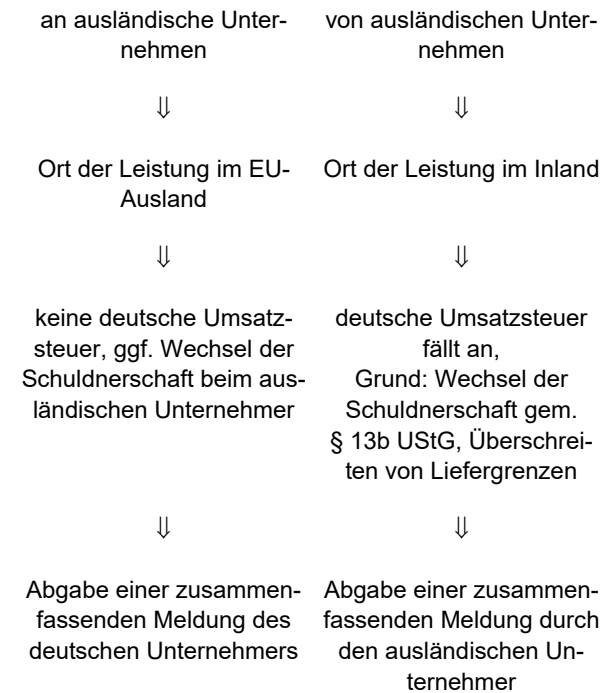 an ausländische Unter-
nehmen
⇓
Ort der Leistung im EU-
Ausland
⇓
keine deutsche Umsatz-
steuer, ggf. Wechsel der
Schuldnerschaft beim aus-
ländischen Unternehmer
⇓
Abgabe einer zusammen-
fassenden Meldung des
deutschen Unternehmers
von ausländischen Unter-
nehmen
⇓
Ort der Leistung im Inland
⇓
deutsche Umsatzsteuer
fällt an,
Grund: Wechsel der
Schuldnerschaft gem.
§ 13b UStG, Überschrei-
ten von Liefergrenzen
⇓
Abgabe einer zusammen-
fassenden Meldung durch
den ausländischen Un-
ternehmer